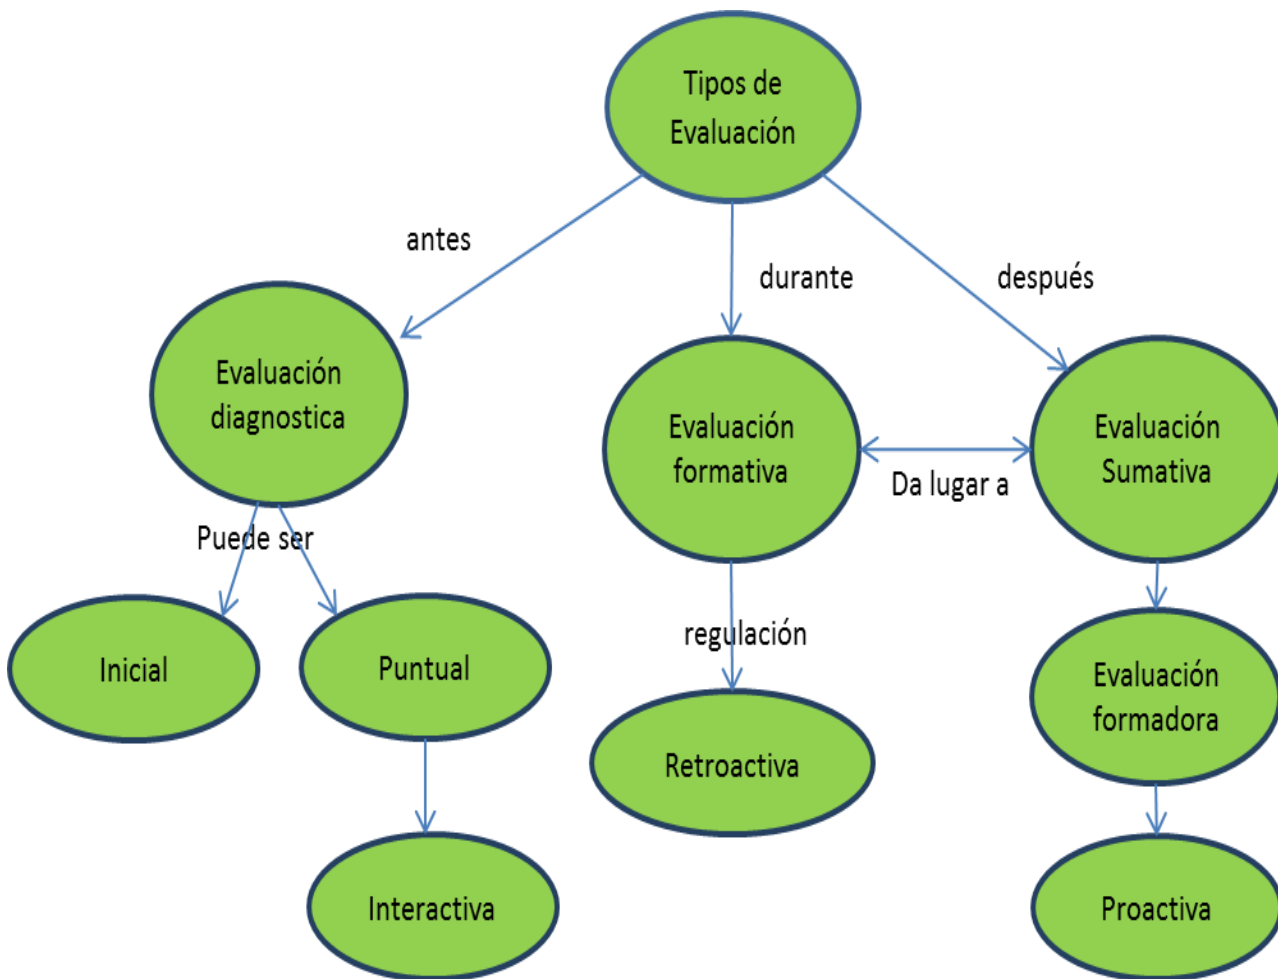 Tipos de
Evaluación
antes
durante
después
Evaluación
diagnostica
Evaluación
formativa
Da lugar a
Evaluación
Sumativa
Puede ser
Inicial
Puntual
regulación
Evaluación
formadora
Retroactiva
Interactiva
Proactiva